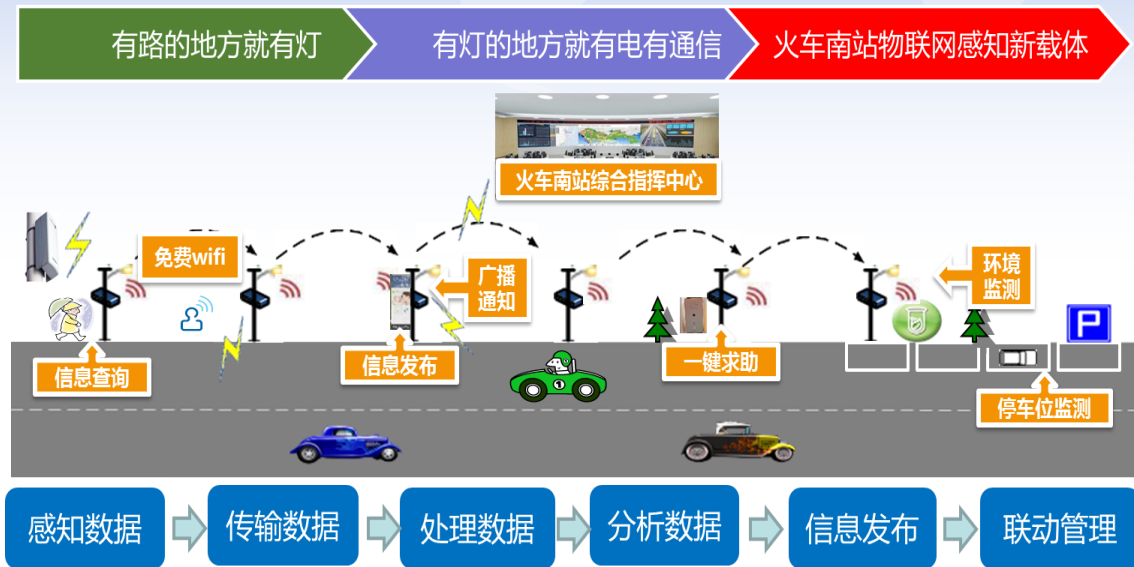 有路的地方就有灯
有灯的地方就有电有通信
火车南站物联网感知新载体
火车南站综合指挥中心
免费wifi
广播
通知
环境
监测
信息查询
信息发布
一键求助
停车位监测
P
1
感知数据
传输数据
处理数据
分析数据
信息发布
联动管理